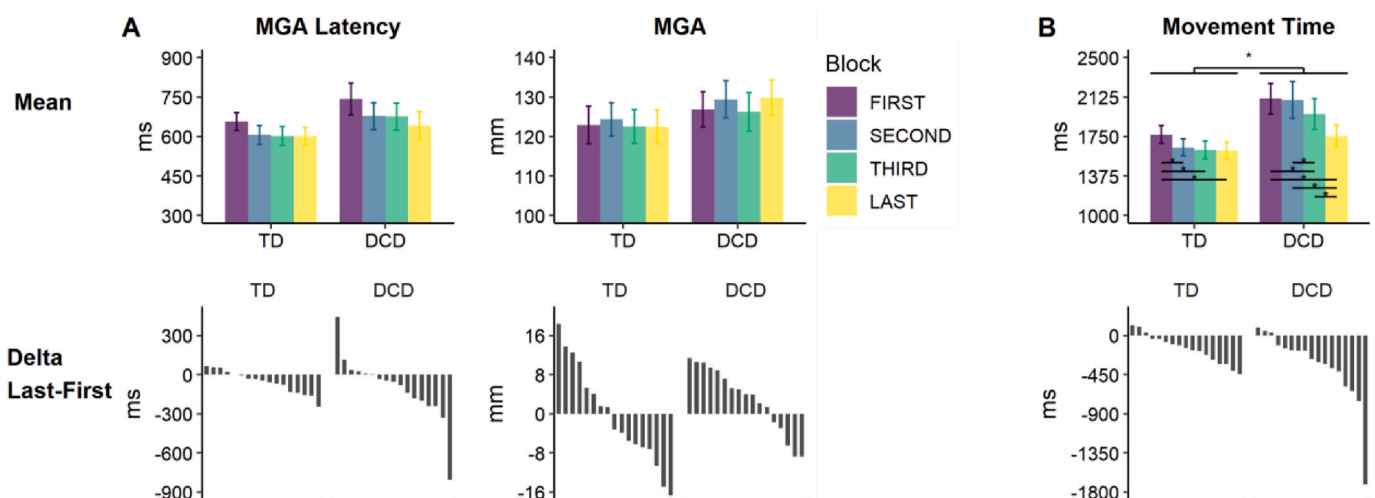 A
MGA Latency
MGA
B
Movement Time
Mean
ms
900
750
600
450
300
TD
DCD
mm
140
130
120
110
100
TD
DCD
Block
FIRST
SECOND
THIRD
LAST
ms
2500
2125
1750
1375
1000
*
*
*
*
*
*
*
*
*
TD
DCD
Delta
Last-First
TD
DCD
ms
300
0
-300
-600
-900
TD
DCD
mm
16
8
0
-8
-16
TD
DCD
ms
0
-450
-900
-1350
-1800